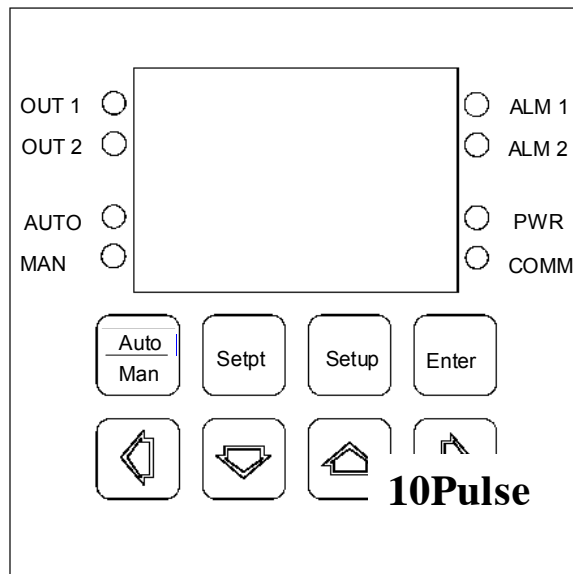 OUT 1
ALM 1
OUT 2
ALM 2
AUTO
PWR
MAN
COMM
Auto
Man
Setpt
Setup
Enter
10Pulse